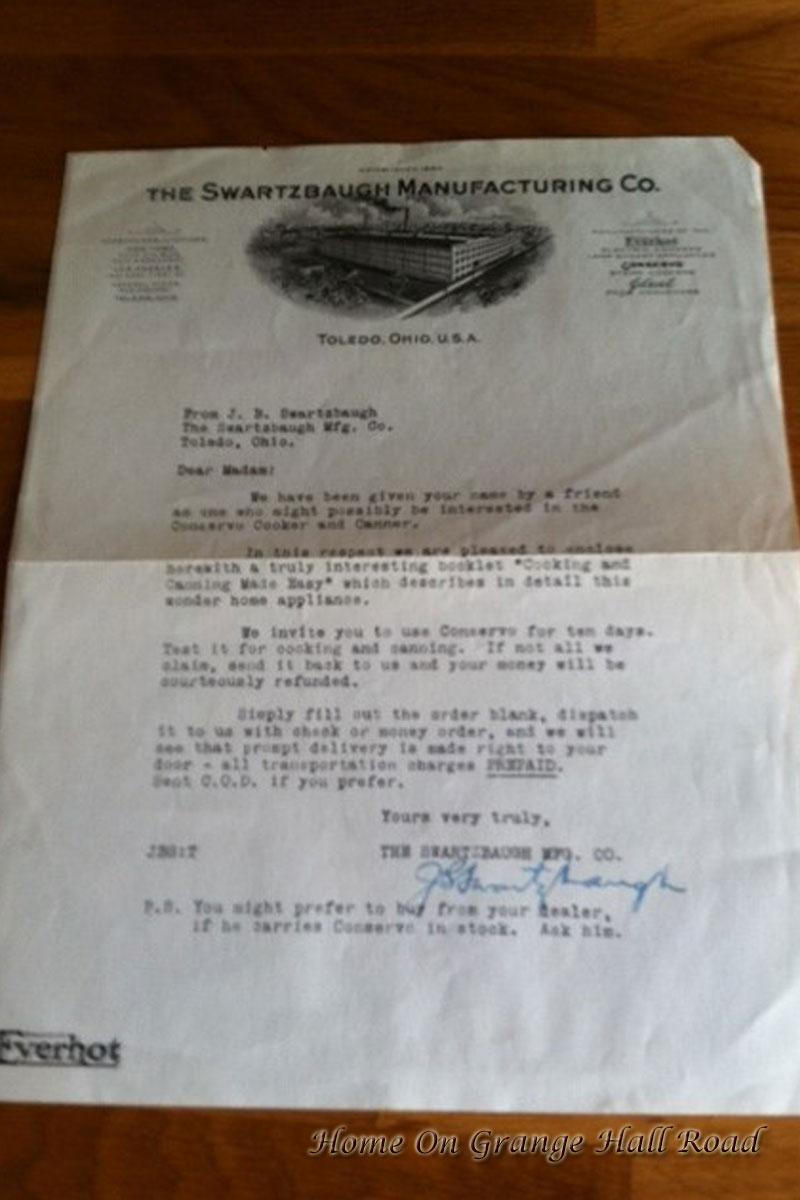 THE SWARTZBAUGH MANUFACTURING CO.
Everhot
CONSERVO
Ideal
TOLEDO, OHIO, U.S.A.
From J. B. Swartzbaugh
The Swartzbaugh Mfg. Co.
Toledo, Ohio.
Dear Madam:
We have been given your name by a friend
as one who might possibly be interested in the
Conservo Cooker and Canner.
In this respect we are pleased to enclose
herewith a truly interesting booklet "Cooking and
Canning Made Easy" which describes in detail this
wonder home appliance.
We invite you to use Conservo for ten days.
Test it for cooking and canning. If not all we
claim, send it back to us and your money will be
courteously refunded.
Simply fill out the order blank, dispatch
it to us with check or money order, and we will
see that prompt delivery is made right to your
door - all transportation charges PREPAID.
Sent C.O.D. if you prefer.
Yours very truly,
JBS:T THE SWARTZBAUGH MFG. CO.
JBSwartzbaugh
P.S. You might prefer to buy from your dealer,
if he carries Conservo in stock. Ask him.
Everhot
Home On Grange Hall Road